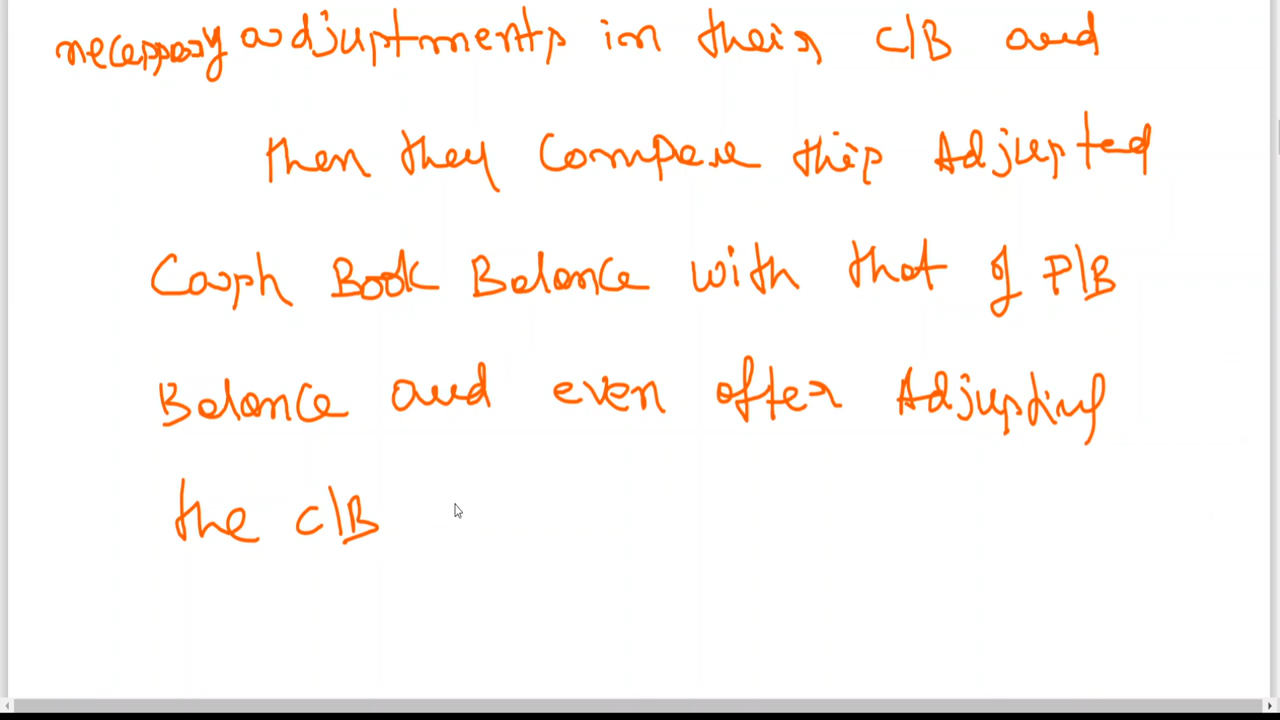 necessary adjustments in their C/B and
then they compare this Adjusted
Cash Book Balance with that of P/B
Balance and even after Adjusting
the C/B